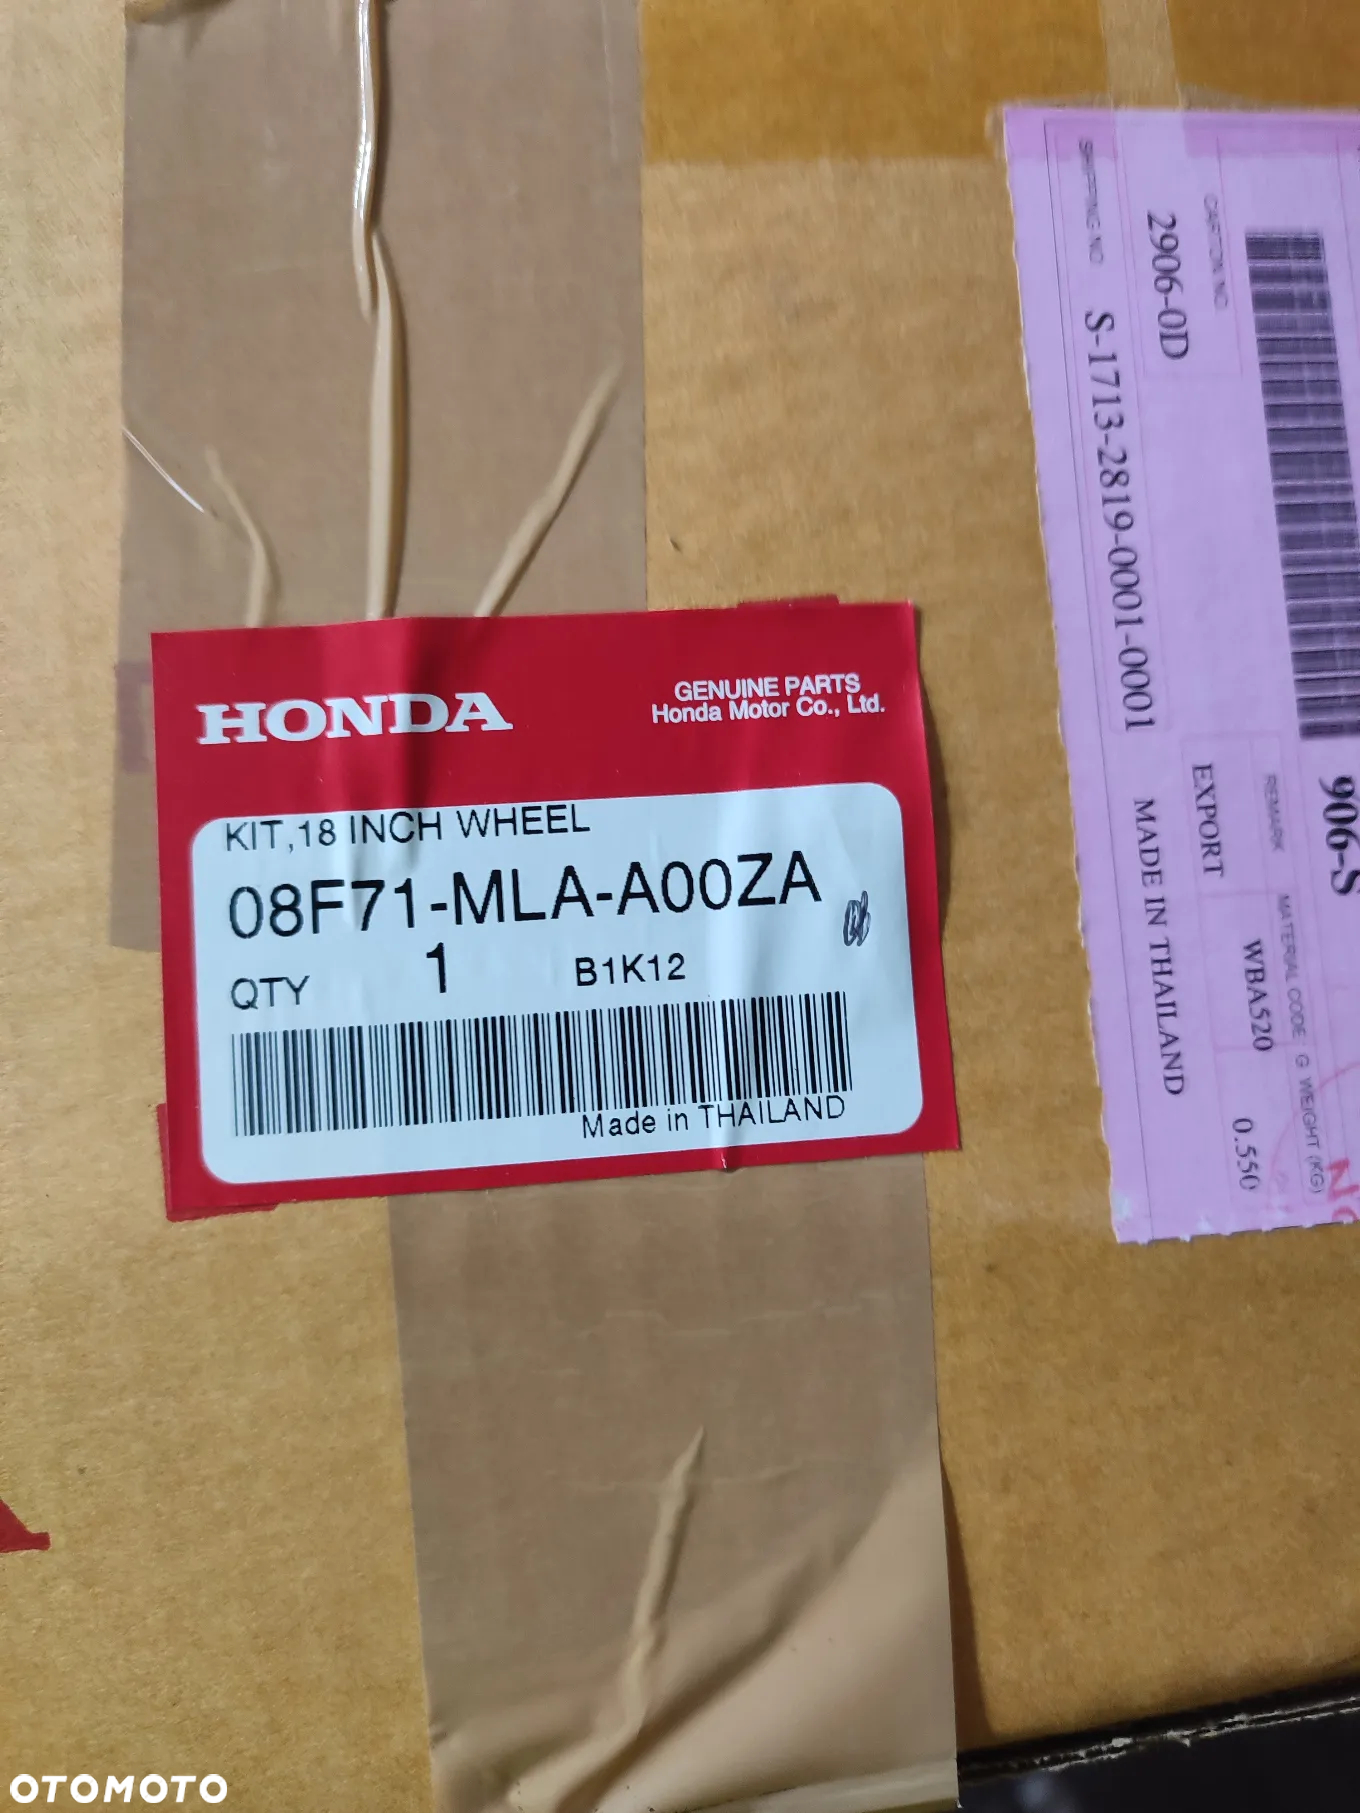 HONDA
GENUINE PARTS
Honda Motor Co., Ltd.
KIT,18 INCH WHEEL
08F71-MLA-A00ZA
QTY 1 B1K12
Made in THAILAND
CARTON NO.
2906-0D
SHIPPING NO.
S-1713-2819-0001-0001
906-S
REMARK
EXPORT
MADE IN THAILAND
MATERIAL CODE
WBA520
G WEIGHT (KG)
0.550
OTOMOTO